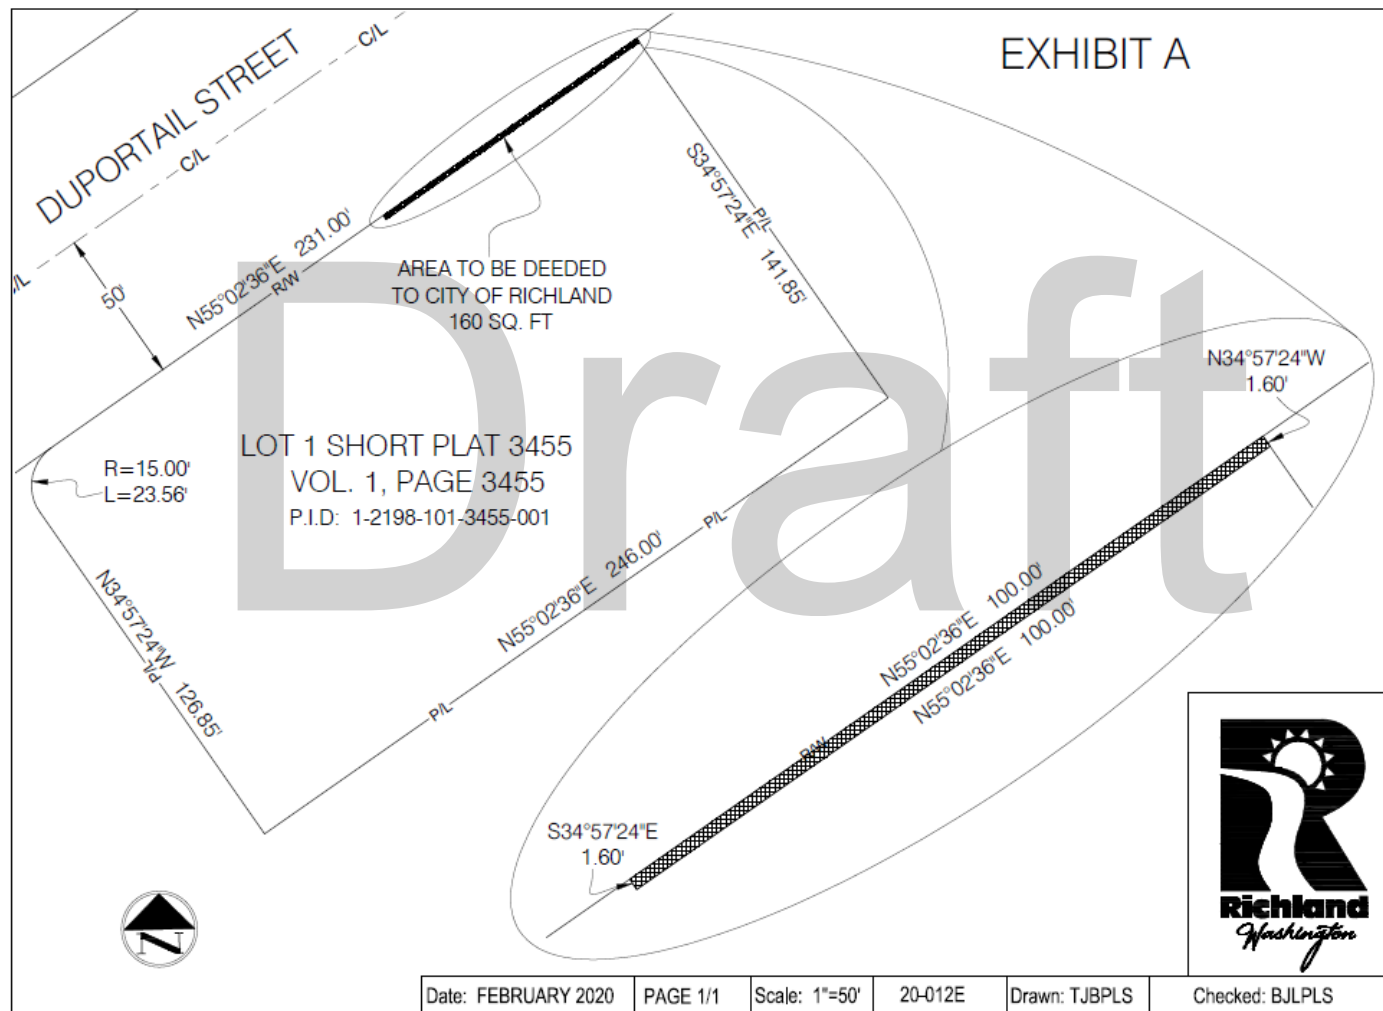 EXHIBIT A
DUPORTAIL STREET
C/L
C/L
C/L
50'
N55°02'36"E 231.00'
R/W
AREA TO BE DEEDED
TO CITY OF RICHLAND
160 SQ. FT
S34°57'24"E 141.85'
P/L
Draft
N34°57'24"W
1.60'
R=15.00'
L=23.56'
LOT 1 SHORT PLAT 3455
VOL. 1, PAGE 3455
P.I.D: 1-2198-101-3455-001
N34°57'24"W 126.85'
P/L
N55°02'36"E 246.00'
P/L
P/L
N55°02'36"E 100.00'
N55°02'36"E 100.00'
R/W
S34°57'24"E
1.60'
N
Richland
Washington
Date: FEBRUARY 2020 PAGE 1/1 Scale: 1"=50' 20-012E Drawn: TJBPLS Checked: BJLPLS